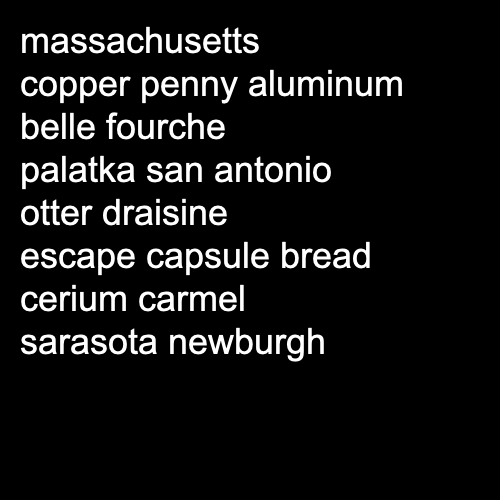 massachusetts
copper penny aluminum
belle fourche
palatka san antonio
otter draisine
escape capsule bread
cerium carmel
sarasota newburgh